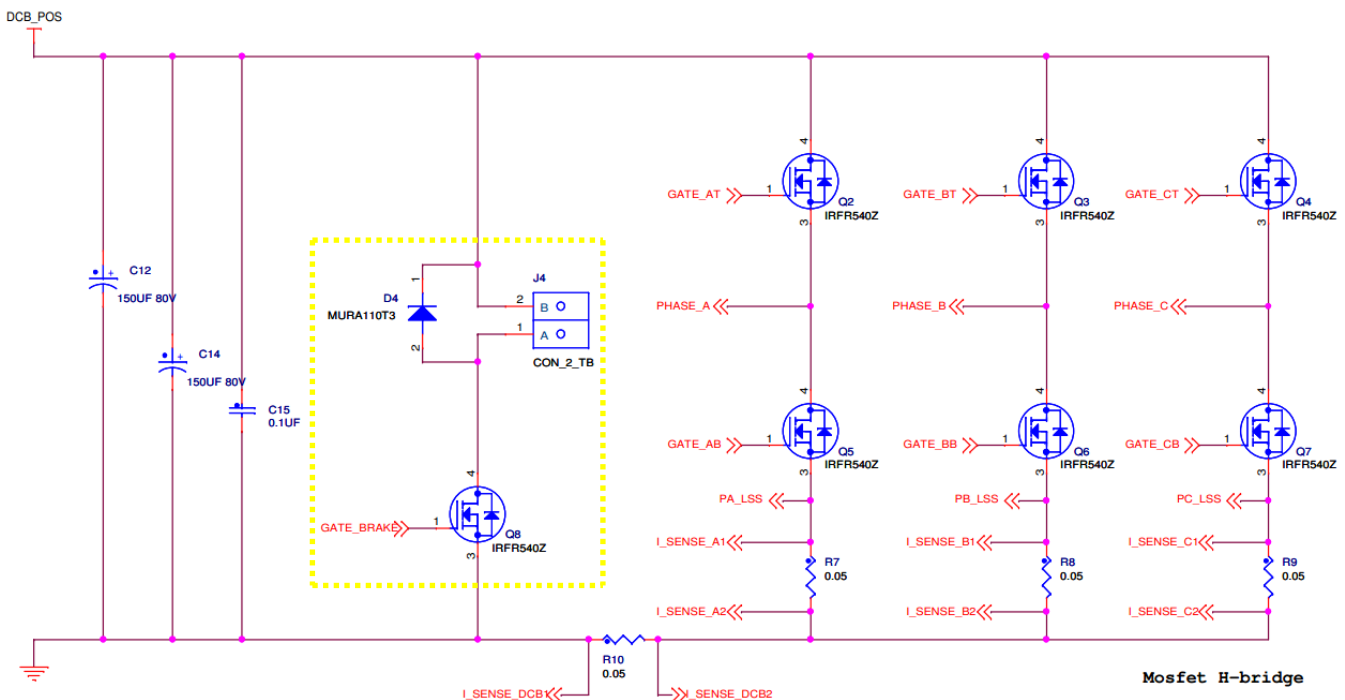 DCB_POS
4
4
4
GATE_AT
1
Q2
IRFR540Z
3
GATE_BT
1
Q3
IRFR540Z
3
GATE_CT
1
Q4
IRFR540Z
3
C12
+
150UF 80V
C14
+
150UF 80V
C15
0.1UF
1
D4
MURA110T3
2
J4
2
B
1
A
CON_2_TB
PHASE_A
PHASE_B
PHASE_C
4
4
4
GATE_AB
1
Q5
IRFR540Z
3
GATE_BB
1
Q6
IRFR540Z
3
GATE_CB
1
Q7
IRFR540Z
3
4
GATE_BRAKE
1
Q8
IRFR540Z
3
PA_LSS
PB_LSS
PC_LSS
I_SENSE_A1
I_SENSE_B1
I_SENSE_C1
R7
0.05
R8
0.05
R9
0.05
I_SENSE_A2
I_SENSE_B2
I_SENSE_C2
R10
0.05
I_SENSE_DCB1
I_SENSE_DCB2
Mosfet H-bridge